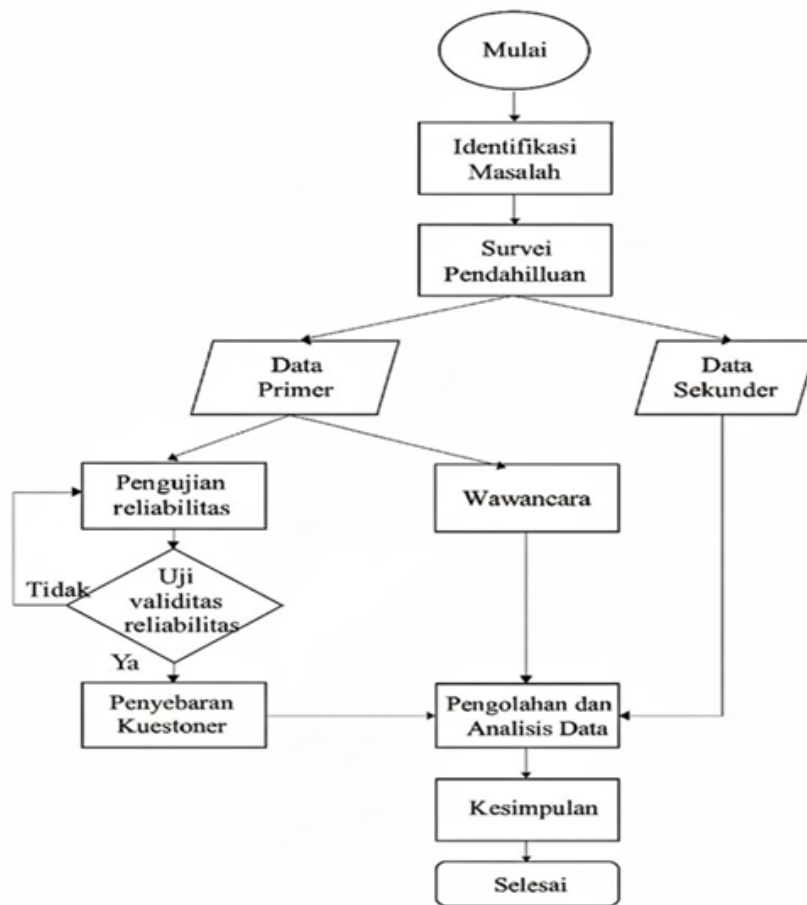 Mulai
Identifikasi
Masalah
Survei
Pendahilluan
Data
Primer
Data
Sekunder
Pengujian
reliabilitas
Wawancara
Tidak
Uji
validitas
reliabilitas
Ya
Penyebaran
Kuestoner
Pengolahan dan
Analisis Data
Kesimpulan
Selesai